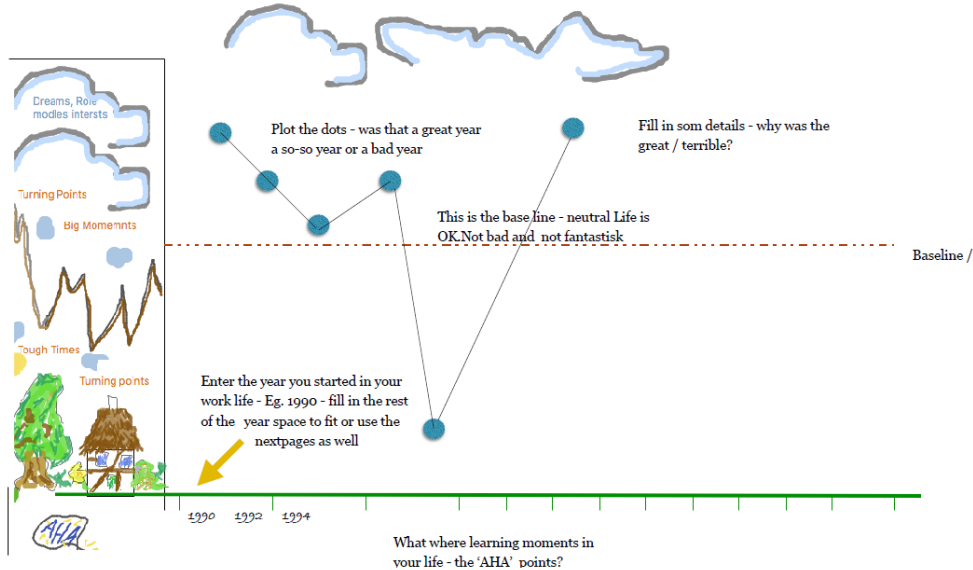 Dreams, Role
modles intersts
Turning Points
Big Momemnts
Tough Times
Turning points
AHA
Plot the dots - was that a great year
a so-so year or a bad year
Fill in som details - why was the
great / terrible?
This is the base line - neutral Life is
OK.Not bad and not fantastisk
Baseline /
Enter the year you started in your
work life - Eg. 1990 - fill in the rest
of the year space to fit or use the
nextpages as well
1990 1992 1994
What where learning moments in
your life - the ‘AHA’ points?